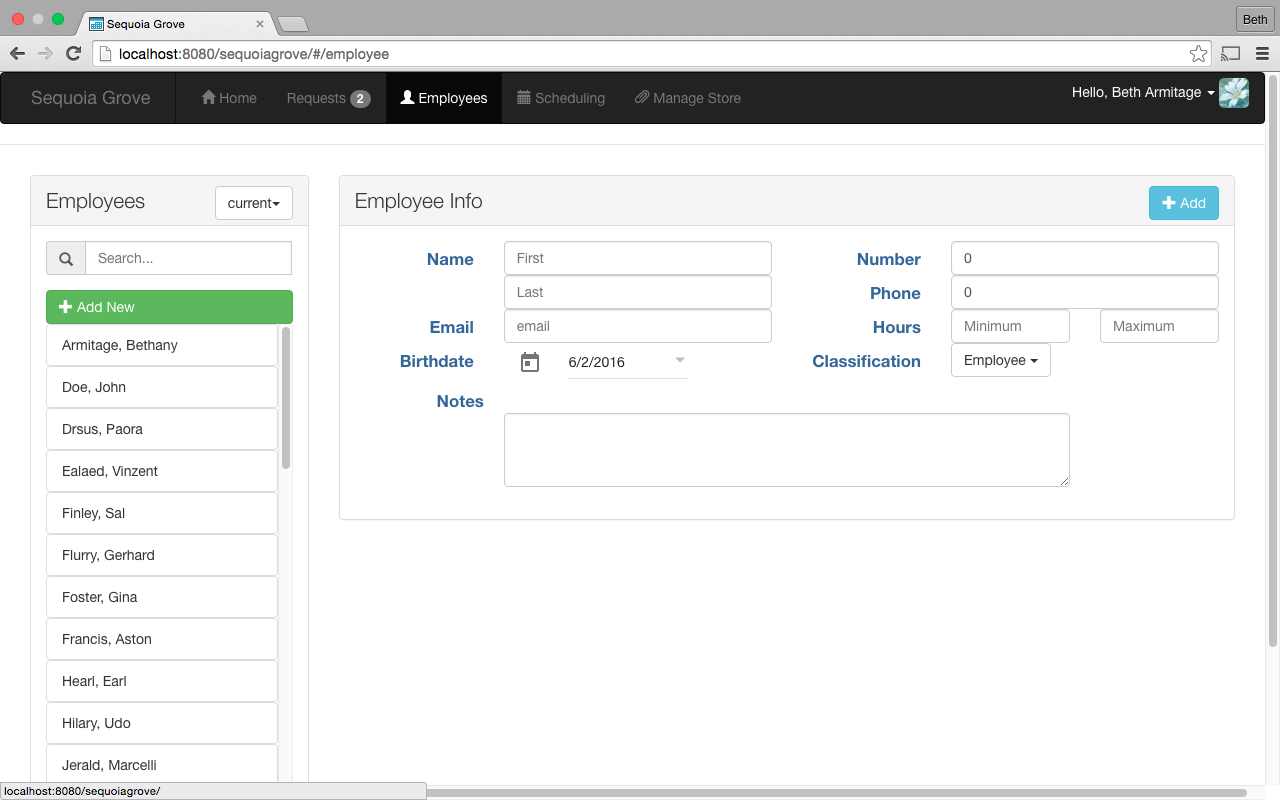 Sequoia Grove
Beth
localhost:8080/sequoiagrove/#/employee
Sequoia Grove Home Requests 2 Employees Scheduling Manage Store Hello, Beth Armitage
Employees current
Search...
Add New
Armitage, Bethany
Doe, John
Drsus, Paora
Ealaed, Vinzent
Finley, Sal
Flurry, Gerhard
Foster, Gina
Francis, Aston
Hearl, Earl
Hilary, Udo
Jerald, Marcelli
Employee Info Add
Name First Number 0
Last Phone 0
Email email Hours Minimum Maximum
Birthdate 6/2/2016 Classification Employee
Notes
localhost:8080/sequoiagrove/